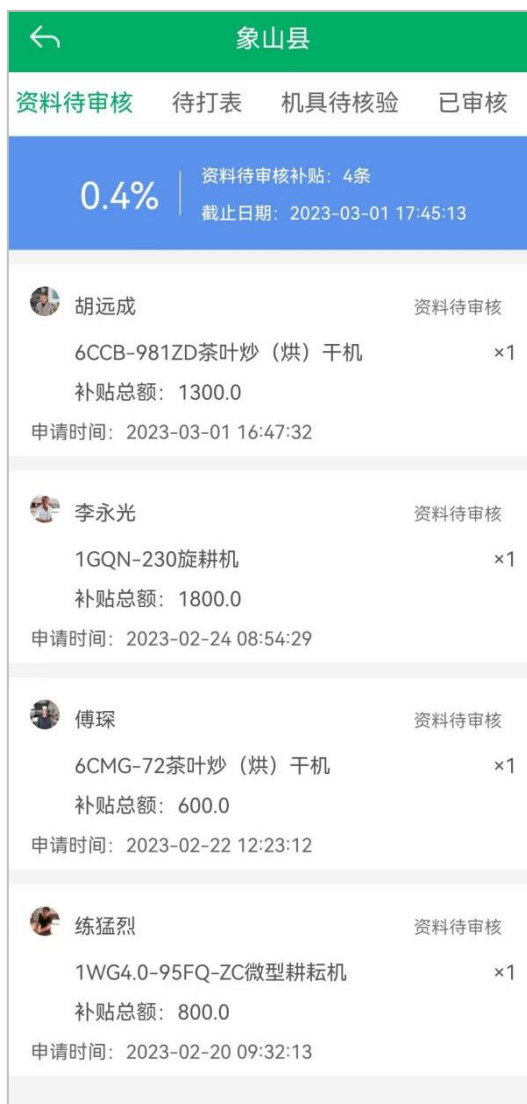 象山县
资料待审核 待打表 机具待核验 已审核
0.4%
资料待审核补贴：4条
截止日期：2023-03-01 17:45:13
胡远成 资料待审核
6CCB-981ZD茶叶炒（烘）干机 ×1
补贴总额：1300.0
申请时间：2023-03-01 16:47:32
李永光 资料待审核
1GQN-230旋耕机 ×1
补贴总额：1800.0
申请时间：2023-02-24 08:54:29
傅琛 资料待审核
6CMG-72茶叶炒（烘）干机 ×1
补贴总额：600.0
申请时间：2023-02-22 12:23:12
练猛烈 资料待审核
1WG4.0-95FQ-ZC微型耕耘机 ×1
补贴总额：800.0
申请时间：2023-02-20 09:32:13